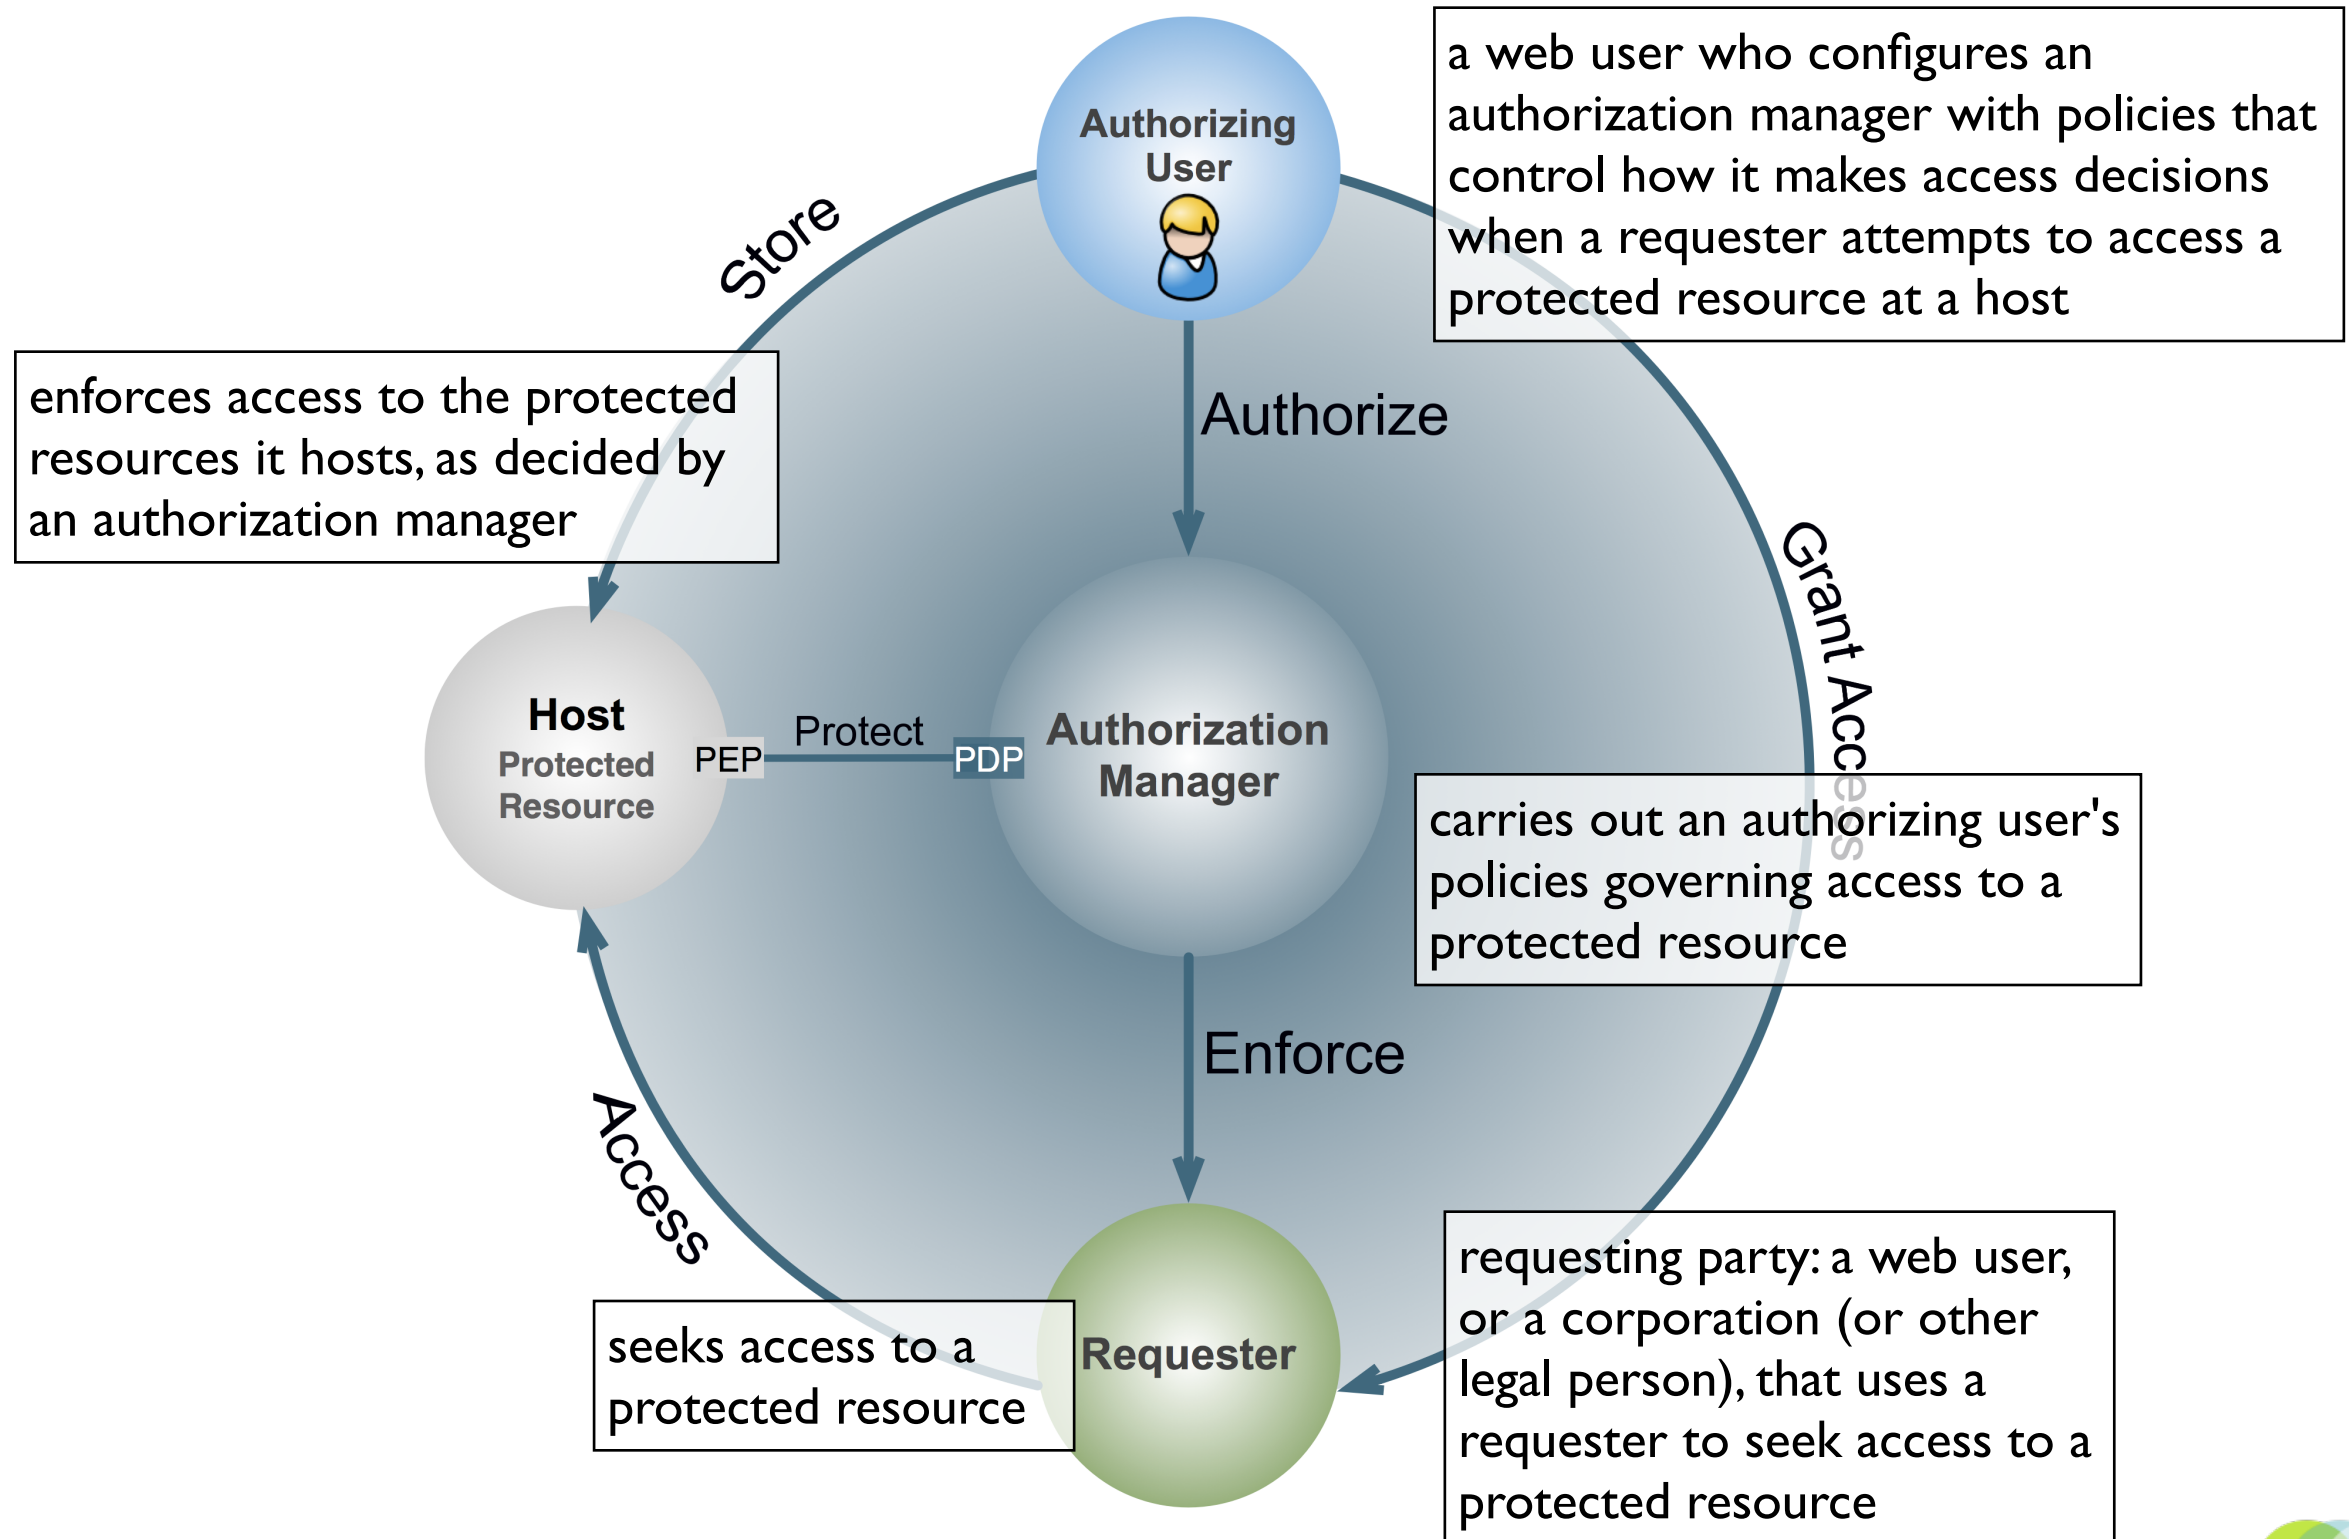 Authorizing
User
a web user who configures an
authorization manager with policies that
control how it makes access decisions
when a requester attempts to access a
protected resource at a host
Store
enforces access to the protected
resources it hosts, as decided by
an authorization manager
Authorize
Grant Access
Host
Protected
Resource
PEP
Protect
PDP
Authorization
Manager
carries out an authorizing user's
policies governing access to a
protected resource
Enforce
Access
seeks access to a
protected resource
Requester
requesting party: a web user,
or a corporation (or other
legal person), that uses a
requester to seek access to a
protected resource